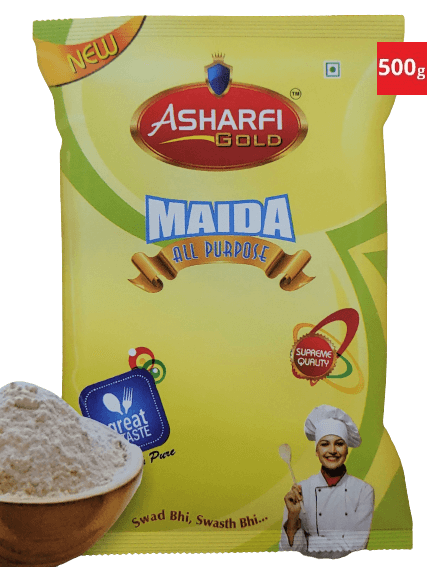 NEW
500g
ASHARFI
TM
GOLD
MAIDA
ALL PURPOSE
SUPREME
QUALITY
great
TASTE
Pure
Swad Bhi, Swasth Bhi...